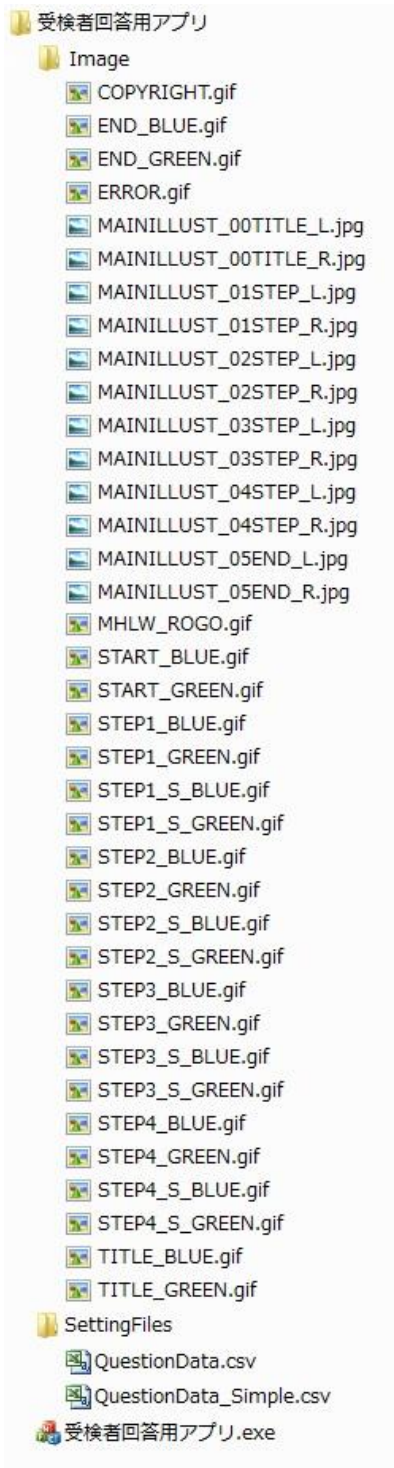 受検者回答用アプリ
Image
COPYRIGHT.gif
END_BLUE.gif
END_GREEN.gif
ERROR.gif
MAINILLUST_00TITLE_L.jpg
MAINILLUST_00TITLE_R.jpg
MAINILLUST_01STEP_L.jpg
MAINILLUST_01STEP_R.jpg
MAINILLUST_02STEP_L.jpg
MAINILLUST_02STEP_R.jpg
MAINILLUST_03STEP_L.jpg
MAINILLUST_03STEP_R.jpg
MAINILLUST_04STEP_L.jpg
MAINILLUST_04STEP_R.jpg
MAINILLUST_05END_L.jpg
MAINILLUST_05END_R.jpg
MHLW_ROGO.gif
START_BLUE.gif
START_GREEN.gif
STEP1_BLUE.gif
STEP1_GREEN.gif
STEP1_S_BLUE.gif
STEP1_S_GREEN.gif
STEP2_BLUE.gif
STEP2_GREEN.gif
STEP2_S_BLUE.gif
STEP2_S_GREEN.gif
STEP3_BLUE.gif
STEP3_GREEN.gif
STEP3_S_BLUE.gif
STEP3_S_GREEN.gif
STEP4_BLUE.gif
STEP4_GREEN.gif
STEP4_S_BLUE.gif
STEP4_S_GREEN.gif
TITLE_BLUE.gif
TITLE_GREEN.gif
SettingFiles
QuestionData.csv
QuestionData_Simple.csv
受検者回答用アプリ.exe